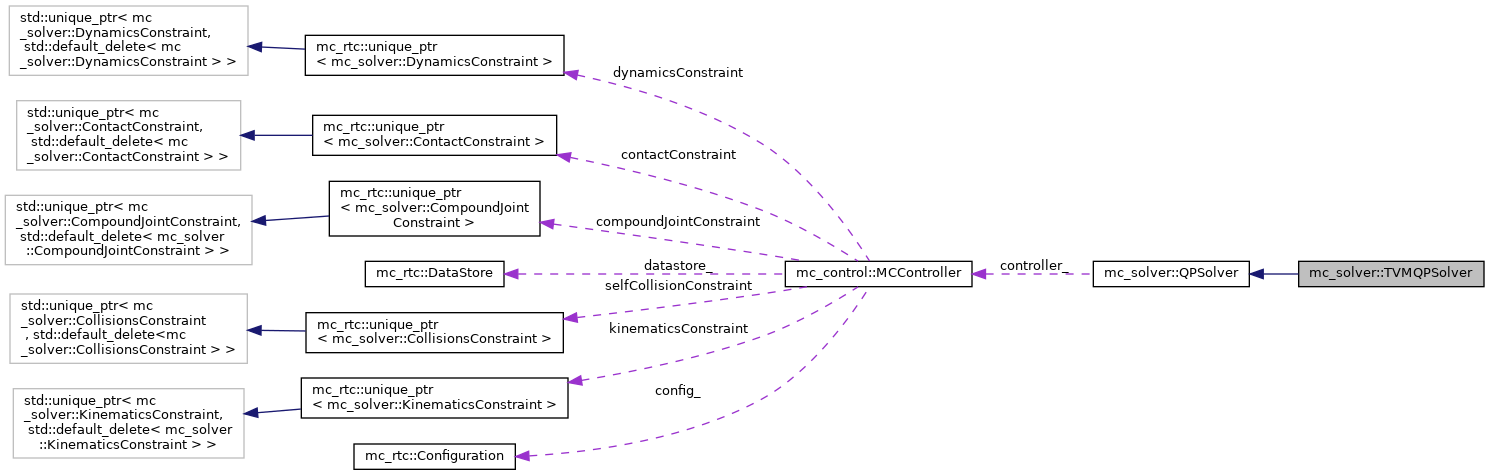 std::unique_ptr< mc
_solver::DynamicsConstraint,
std::default_delete< mc
_solver::DynamicsConstraint > >
mc_rtc::unique_ptr
< mc_solver::DynamicsConstraint >
dynamicsConstraint
std::unique_ptr< mc
_solver::ContactConstraint,
std::default_delete< mc
_solver::ContactConstraint > >
mc_rtc::unique_ptr
< mc_solver::ContactConstraint >
contactConstraint
std::unique_ptr< mc
_solver::CompoundJointConstraint,
std::default_delete< mc_solver
::CompoundJointConstraint > >
mc_rtc::unique_ptr
< mc_solver::CompoundJoint
Constraint >
compoundJointConstraint
mc_rtc::DataStore
datastore_
mc_control::MCController
controller_
mc_solver::QPSolver
mc_solver::TVMQPSolver
selfCollisionConstraint
std::unique_ptr< mc
_solver::CollisionsConstraint
, std::default_delete<mc
_solver::CollisionsConstraint > >
mc_rtc::unique_ptr
< mc_solver::CollisionsConstraint >
kinematicsConstraint
std::unique_ptr< mc
_solver::KinematicsConstraint,
std::default_delete< mc_solver
::KinematicsConstraint > >
mc_rtc::unique_ptr
< mc_solver::KinematicsConstraint >
config_
mc_rtc::Configuration